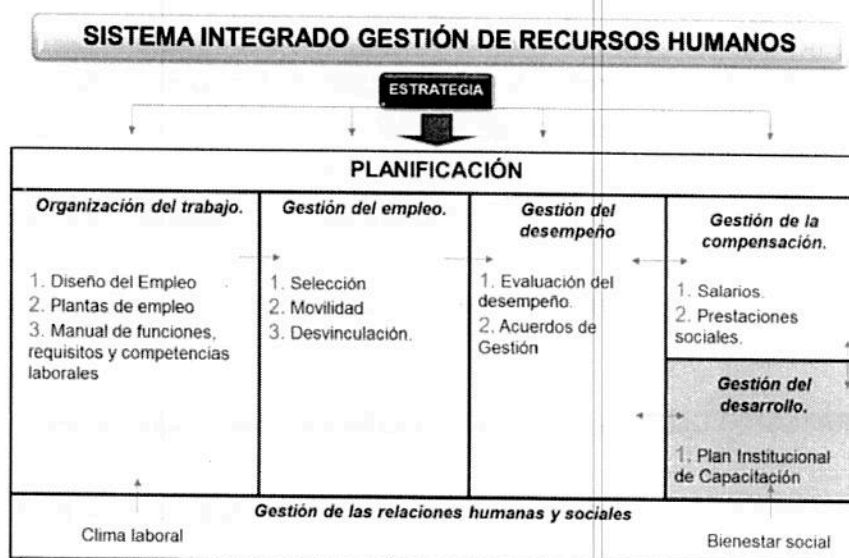 SISTEMA INTEGRADO GESTIÓN DE RECURSOS HUMANOS
ESTRATEGIA
PLANIFICACIÓN
Organización del trabajo.
1. Diseño del Empleo
2. Plantas de empleo
3. Manual de funciones,
requisitos y competencias
laborales
Gestión del empleo.
1. Selección
2. Movilidad
3. Desvinculación.
Gestión del
desempeño
1. Evaluación del
desempeño.
2. Acuerdos de
Gestión
Gestión de la
compensación.
1. Salarios.
2. Prestaciones
sociales.
Gestión del
desarrollo.
1. Plan Institucional
de Capacitación
Gestión de las relaciones humanas y sociales
Clima laboral
Bienestar social